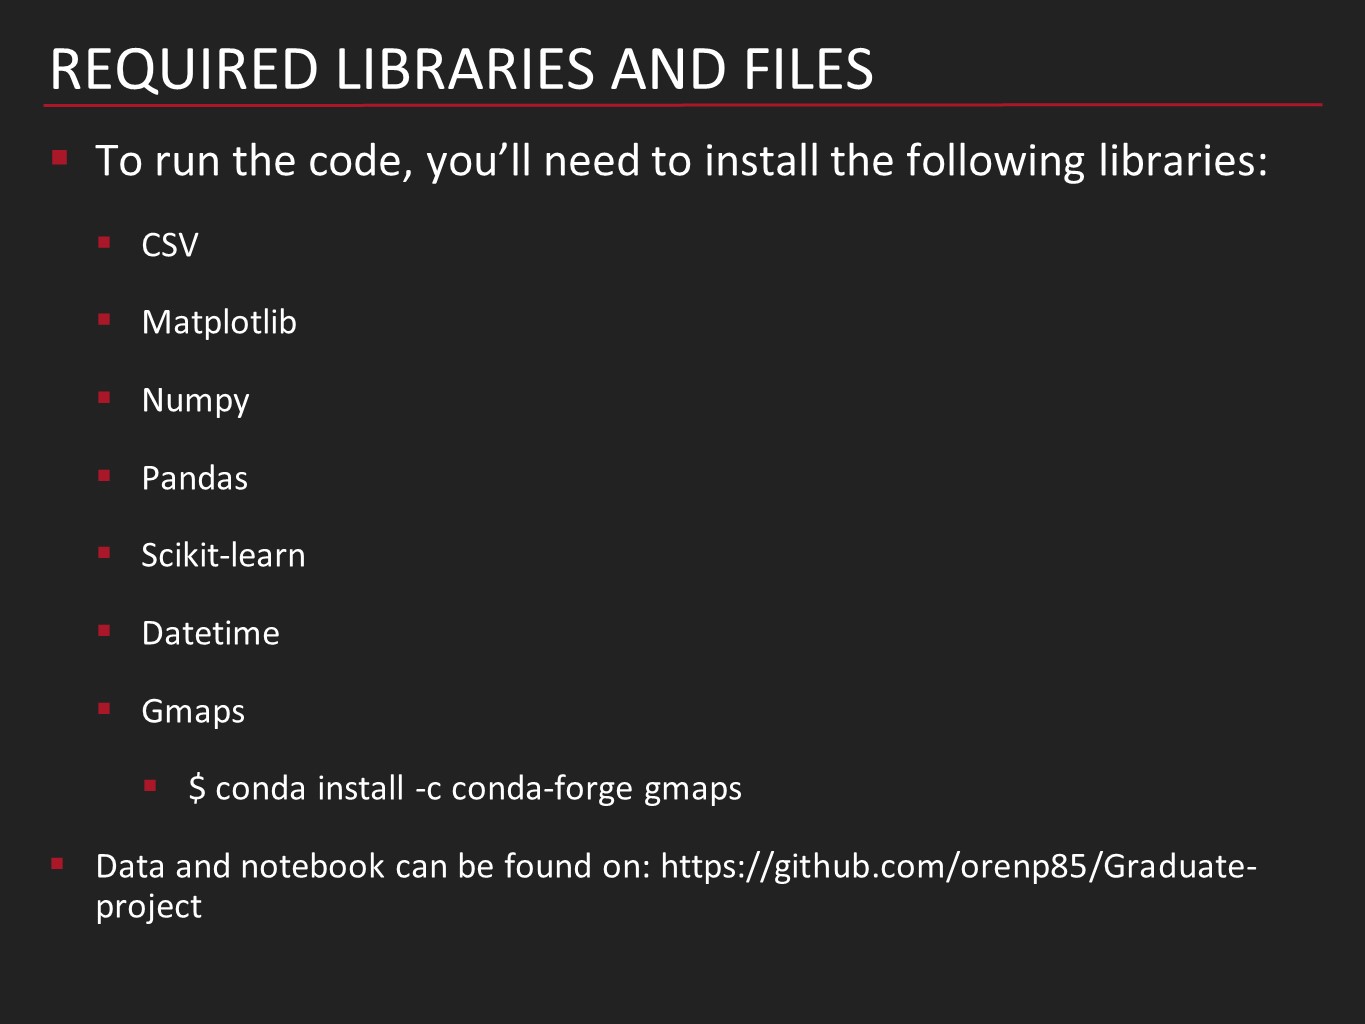 REQUIRED LIBRARIES AND FILES
To run the code, you’ll need to install the following libraries:
CSV
Matplotlib
Numpy
Pandas
Scikit-learn
Datetime
Gmaps
$ conda install -c conda-forge gmaps
Data and notebook can be found on: https://github.com/orenp85/Graduate-
project